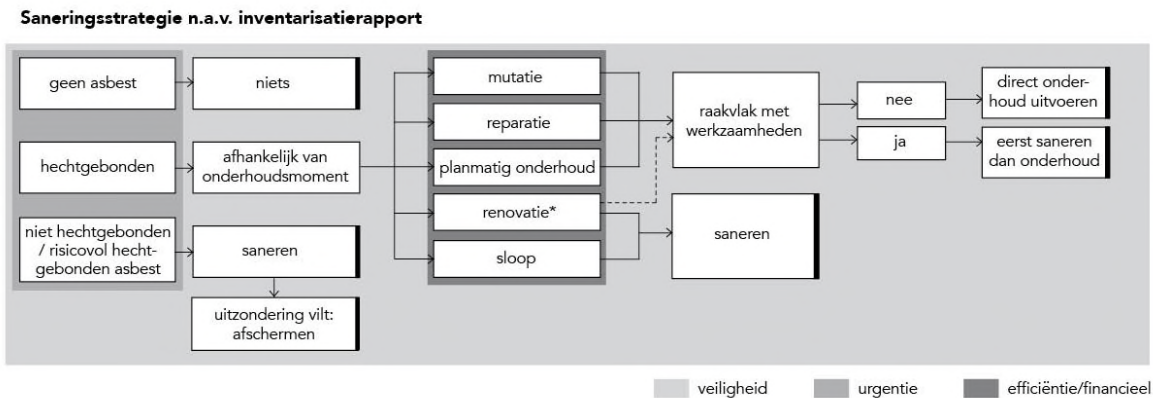 Saneringsstrategie n.a.v. inventarisatierapport
geen asbest
niets
hechtgebonden
afhankelijk van
onderhoudsmoment
niet hechtgebonden
/ risicovol hecht-
gebonden asbest
saneren
uitzondering vilt:
afschermen
mutatie
reparatie
planmatig onderhoud
renovatie*
sloop
raakvlak met
werkzaamheden
saneren
nee
ja
direct onder-
houd uitvoeren
eerst saneren
dan onderhoud
veiligheid
urgentie
efficiëntie/financieel